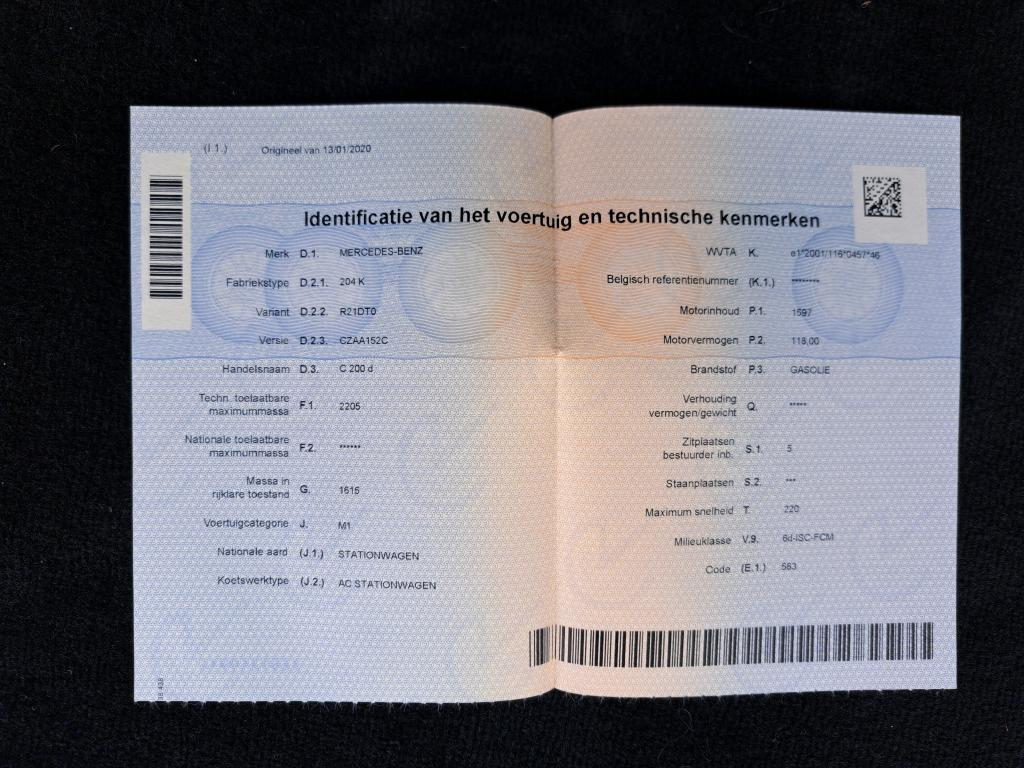 (I 1.) Origineel van 13/01/2020
Identificatie van het voertuig en technische kenmerken
Merk D.1. MERCEDES-BENZ
Fabriekstype D.2.1. 204 K
Variant D.2.2. R21DT0
Versie D.2.3. CZAA152C
Handelsnaam D.3. C 200 d
Techn. toelaatbare
maximummassa F.1. 2205
Nationale toelaatbare
maximummassa F.2. ******
Massa in
rijklare toestand G. 1615
Voertuigcategorie J. M1
Nationale aard (J.1.) STATIONWAGEN
Koetswerktype (J.2.) AC STATIONWAGEN
WVTA K. e1*2001/116*0457*46
Belgisch referentienummer (K.1.) ********
Motorinhoud P.1. 1597
Motorvermogen P.2. 118,00
Brandstof P.3. GASOLIE
Verhouding
vermogen/gewicht Q. *****
Zitplaatsen
bestuurder inb. S.1. 5
Staanplaatsen S.2. ***
Maximum snelheid T. 220
Milieuklasse V.9. 6d-ISC-FCM
Code (E.1.) 563